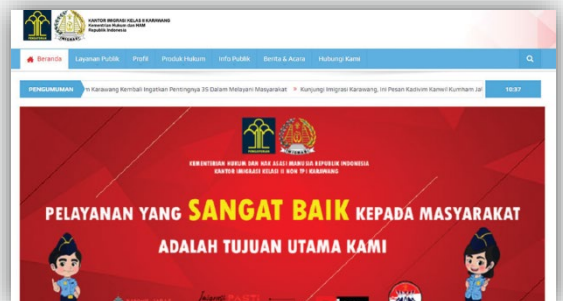 KANTOR IMIGRASI KELAS II KARAWANG
Kementrian Hukum dan HAM
Republik Indonesia
Beranda Layanan Publik Profil Produk Hukum Info Publik Berita & Acara Hubungi Kami
PENGUMUMAN m Karawang Kembali Ingatkan Pentingnya 3S Dalam Melayani Masyarakat » Kunjungi Imigrasi Karawang, Ini Pesan Kadivim Kanwil Kumham Jal 10:37
KEMENTERIAN HUKUM DAN HAK ASASI MANUSIA REPUBLIK INDONESIA
KANTOR IMIGRASI KELAS II NON TPI KARAWANG
PELAYANAN YANG SANGAT BAIK KEPADA MASYARAKAT
ADALAH TUJUAN UTAMA KAMI
PASTI